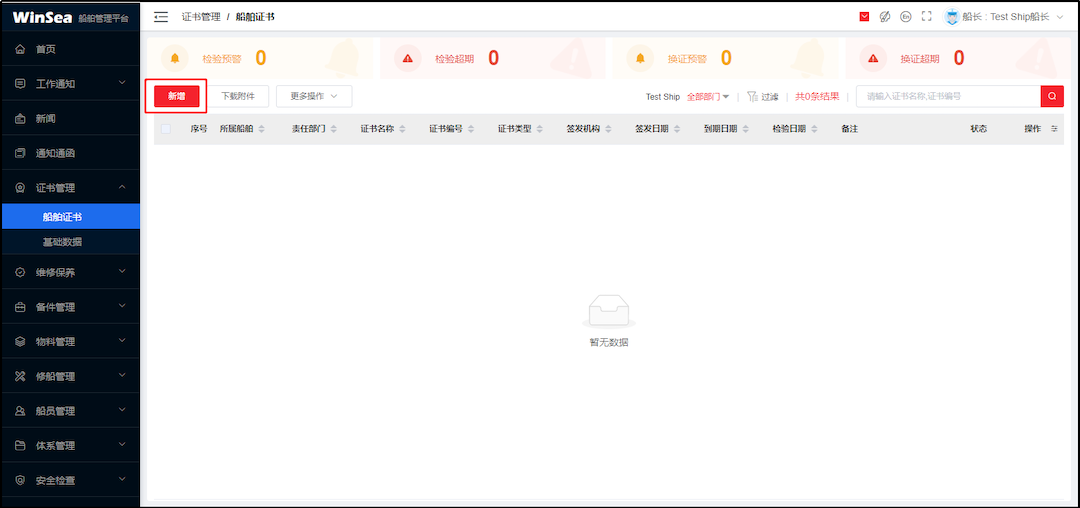 WinSea 船舶管理平台
证书管理 / 船舶证书
En
船长 : Test Ship船长
首页
工作通知
新闻
通知通函
证书管理
船舶证书
基础数据
维修保养
备件管理
物料管理
修船管理
船员管理
体系管理
安全检查
检验预警 0
检验超期 0
换证预警 0
换证超期 0
新增
下载附件
更多操作
Test Ship 全部部门
过滤
共0条结果
请输入证书名称,证书编号
序号 所属船舶 责任部门 证书名称 证书编号 证书类型 签发机构 签发日期 到期日期 检验日期 备注 状态 操作
暂无数据